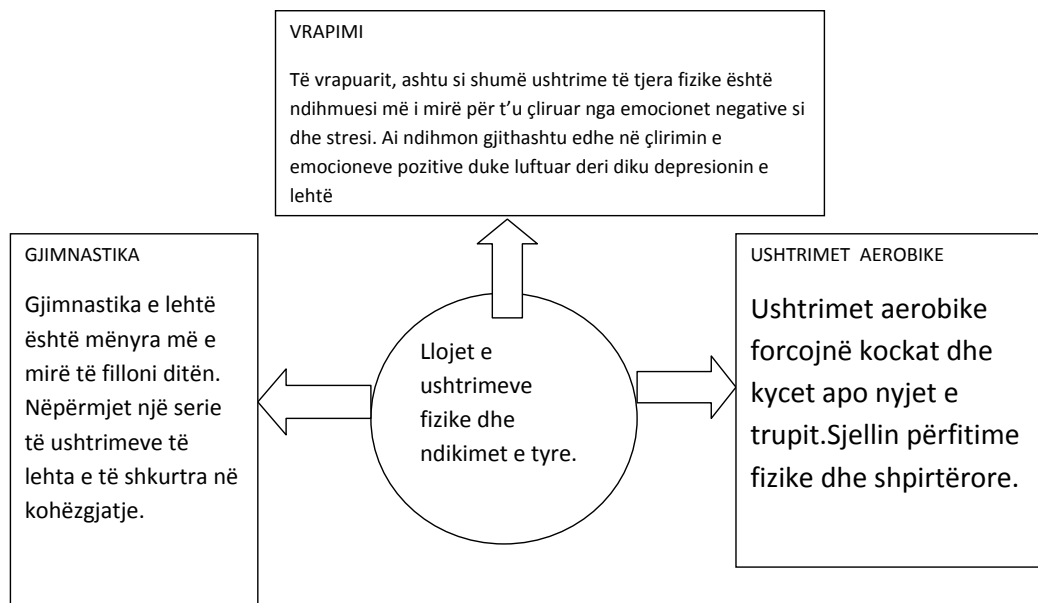 VRAPIMI
Të vrapuarit, ashtu si shumë ushtrime të tjera fizike është
ndihmuesi më i mirë për t’u çliruar nga emocionet negative si
dhe stresi. Ai ndihmon gjithashtu edhe në çlirimin e
emocioneve pozitive duke luftuar deri diku depresionin e
lehtë
GJIMNASTIKA
Gjimnastika e lehtë
është mënyra më e
mirë të filloni ditën.
Nëpërmjet një serie
të ushtrimeve të
lehta e të shkurtra në
kohëzgjatje.
Llojet e
ushtrimeve
fizike dhe
ndikimet e tyre.
USHTRIMET AEROBIKE
Ushtrimet aerobike
forcojnë kockat dhe
kycet apo nyjet e
trupit.Sjellin përfitime
fizike dhe shpirtërore.